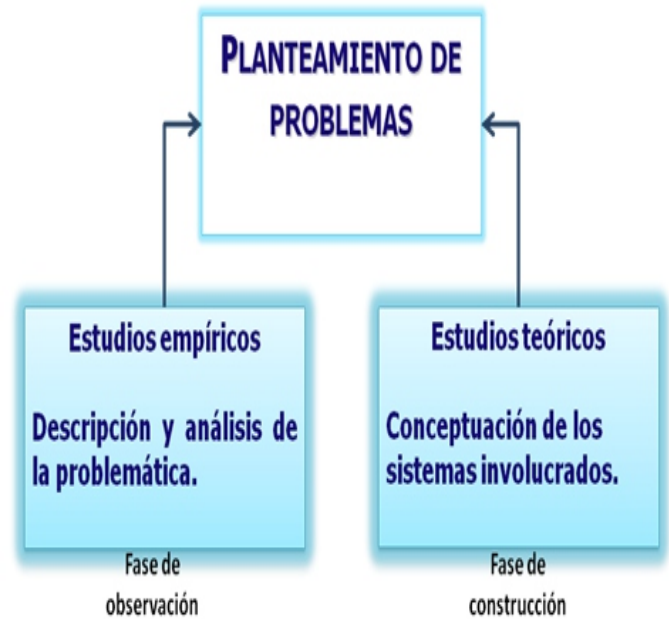 PLANTEAMIENTO DE
PROBLEMAS
Estudios empíricos
Descripción y análisis de
la problemática.
Fase de
observación
Estudios teóricos
Conceptuación de los
sistemas involucrados.
Fase de
construcción